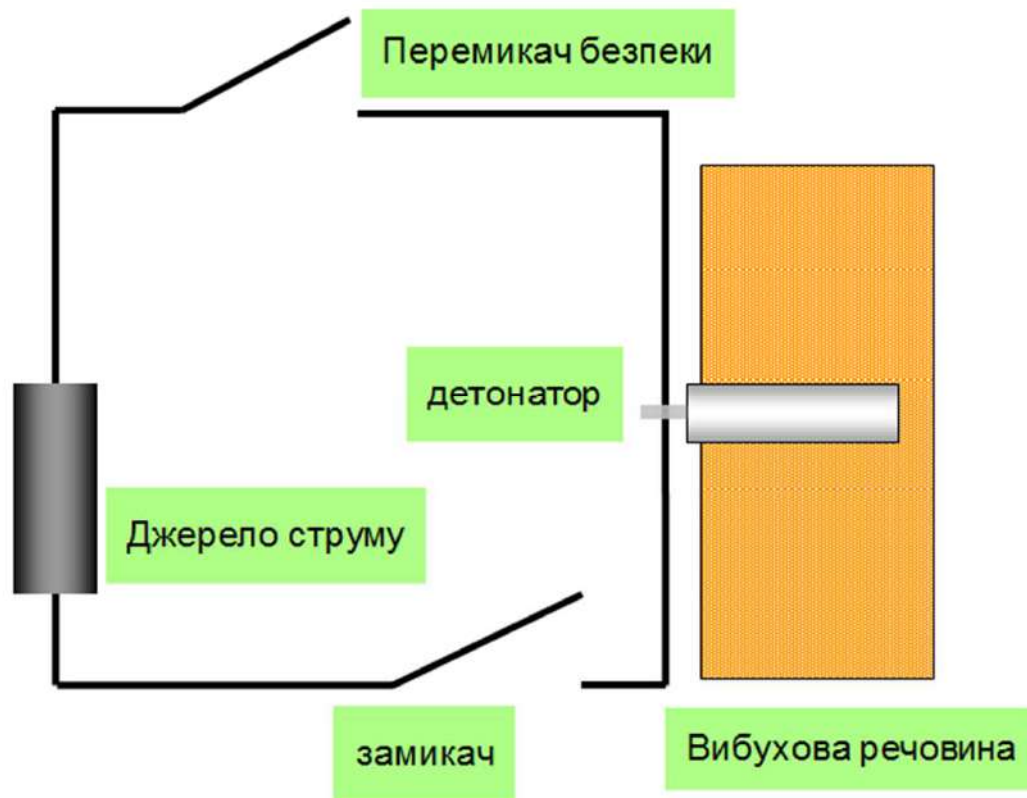 Перемикач безпеки
детонатор
Джерело струму
замикач
Вибухова речовина